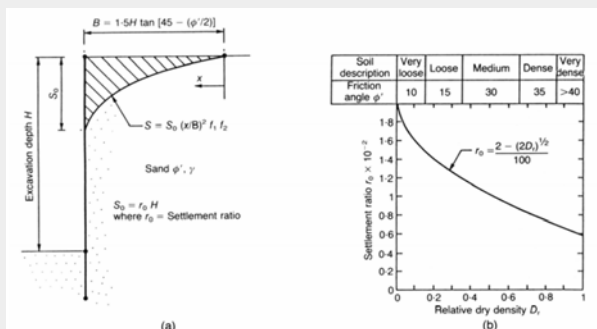 B = 1·5H tan [45 − (ϕ′/2)]
x
S₀
S = S₀ (x/B)² f₁ f₂
Excavation depth H
Sand ϕ′, γ
S₀ = r₀ H
where r₀ = Settlement ratio
(a)
Soil description Very loose Loose Medium Dense Very dense
Friction angle ϕ′ 10 15 30 35 >40
r₀ = 2 − (2Dᵣ)^½ / 100
Settlement ratio r₀ × 10⁻²
1·8
1·6
1·4
1·2
1
0·8
0·6
0·4
0·2
0
0 0·2 0·4 0·6 0·8 1
Relative dry density Dᵣ
(b)